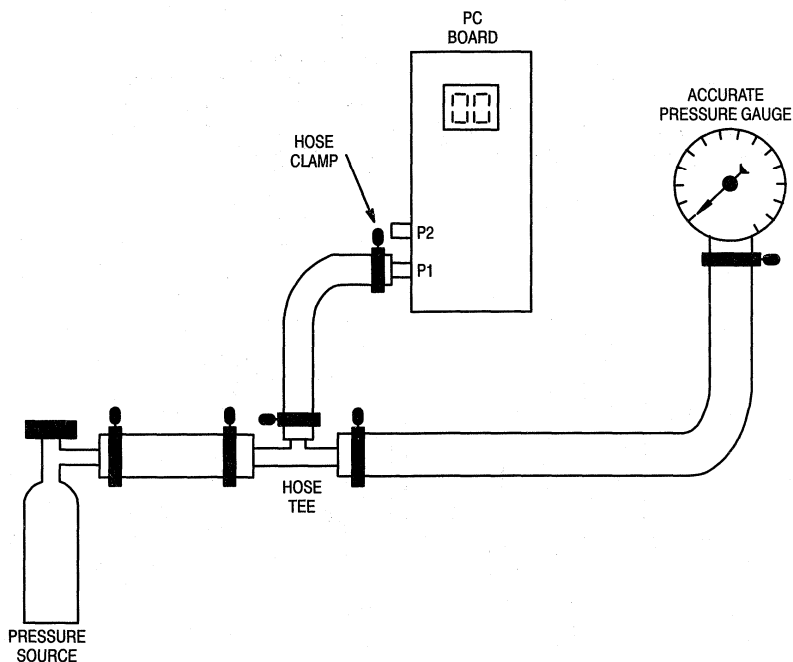 PC
BOARD
00
ACCURATE
PRESSURE GAUGE
HOSE
CLAMP
P2
P1
HOSE
TEE
PRESSURE
SOURCE